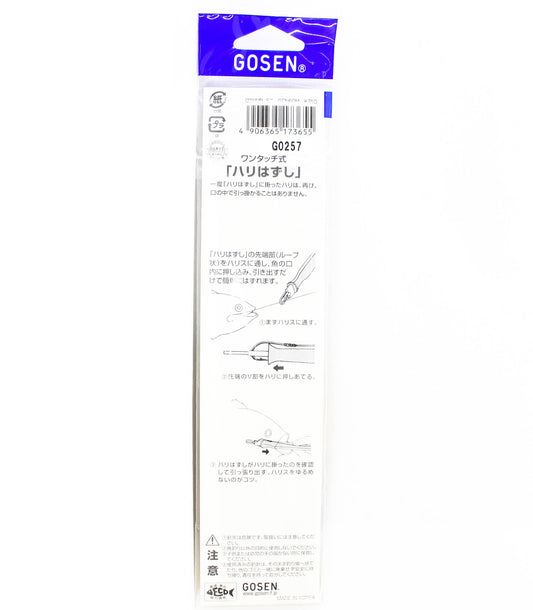 GOSEN®
紙
プラ
4 906365 173655
G0257
ワンタッチ式
「ハリはずし」
一度「ハリはずし」に掛ったハリは、再び、
口の中で引っ掛かることはありません。
「ハリはずし」の先端部(ループ
状)をハリスに通し、魚の口
内に押し込み、引き出すだ
けで簡単にはずれます。
①まずハリスに通す。
②先端のV部をハリに押しあてる。
③ハリはずしがハリに掛ったのを確認
して引っ張り出す。ハリスをゆるめ
ないのがコツ。
注意
GOSEN
www.gosen-f.jp